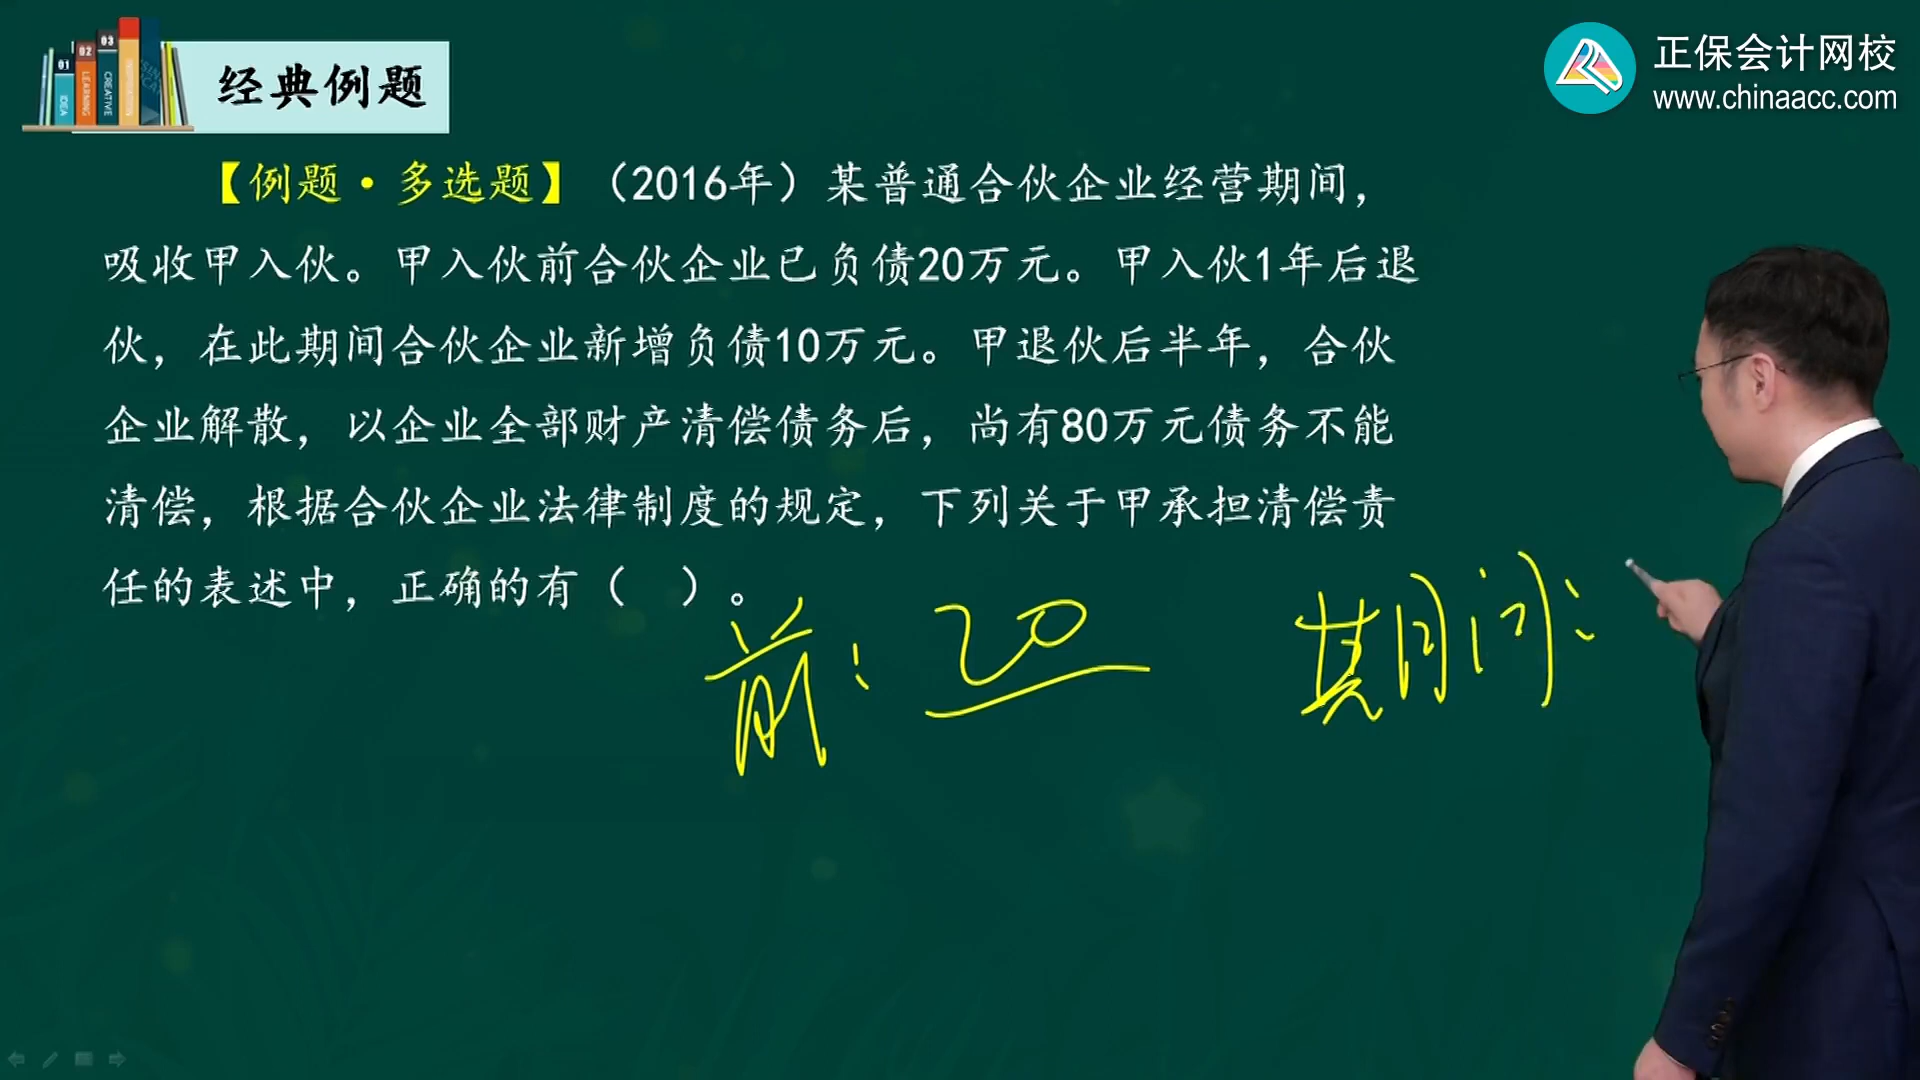 01
02
03
IDEA
LEARNING
CREATIVE
INSPIRATION
经典例题
正保会计网校
www.chinaacc.com
【例题·多选题】（2016年）某普通合伙企业经营期间，
吸收甲入伙。甲入伙前合伙企业已负债20万元。甲入伙1年后退
伙，在此期间合伙企业新增负债10万元。甲退伙后半年，合伙
企业解散，以企业全部财产清偿债务后，尚有80万元债务不能
清偿，根据合伙企业法律制度的规定，下列关于甲承担清偿责
任的表述中，正确的有（ ）。
前：20 期间：